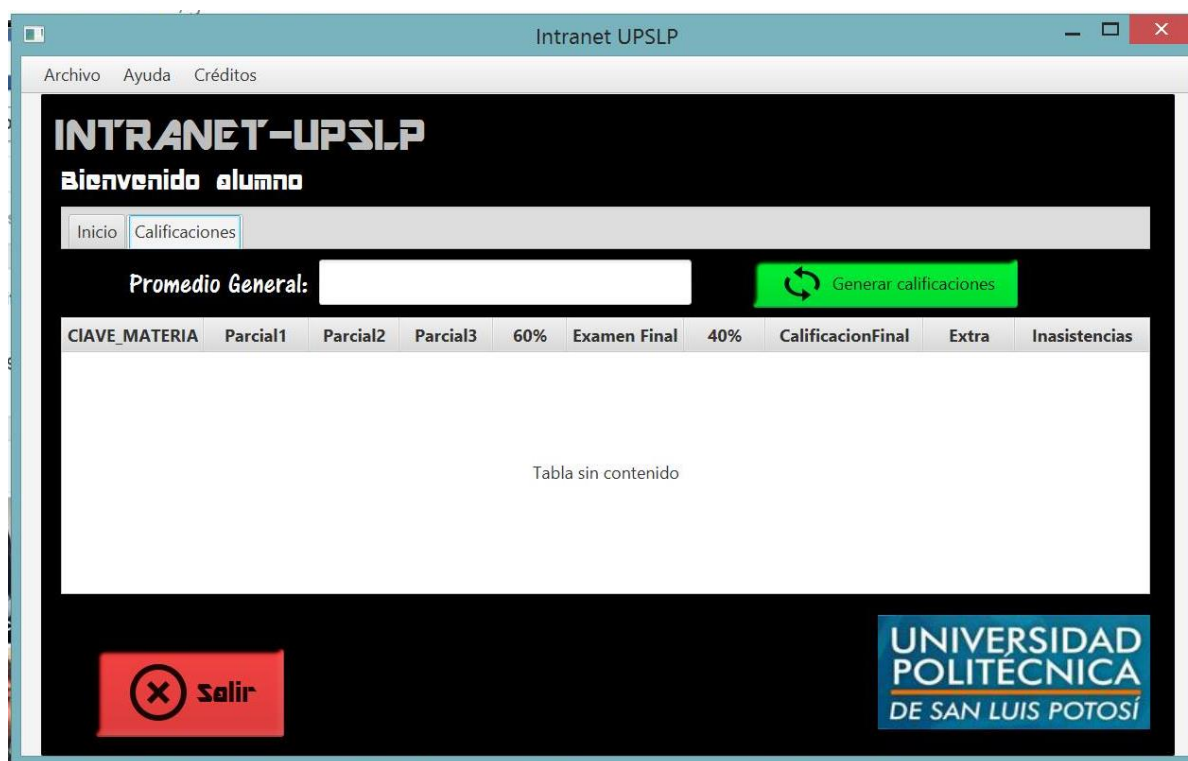 Intranet UPSLP
Archivo Ayuda Créditos
INTRANET-UPSLP
Bienvenido alumno
Inicio Calificaciones
Promedio General: Generar calificaciones
ClAVE_MATERIA Parcial1 Parcial2 Parcial3 60% Examen Final 40% CalificacionFinal Extra Inasistencias
Tabla sin contenido
Salir
UNIVERSIDAD
POLITÉCNICA
DE SAN LUIS POTOSÍ